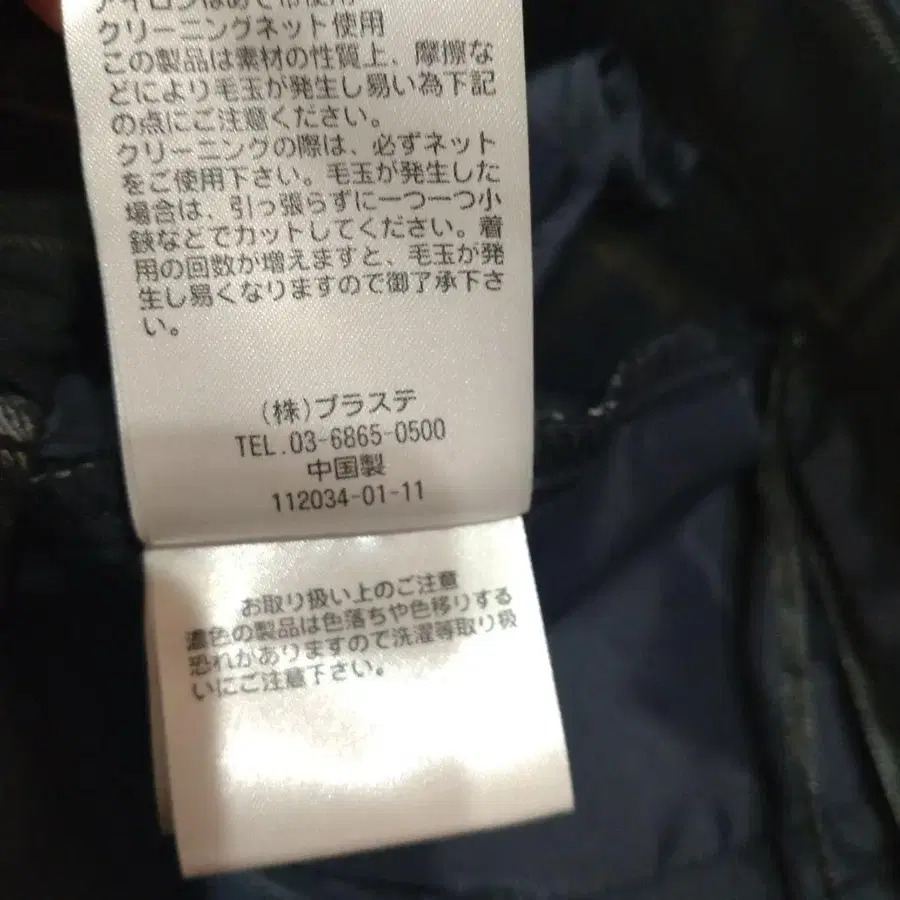 アイロンはあて布使用
クリーニングネット使用
この製品は素材の性質上、摩擦な
どにより毛玉が発生し易い為下記
の点にご注意ください。
クリーニングの際は、必ずネット
をご使用下さい。毛玉が発生した
場合は、引っ張らずに一つ一つ小
鋏などでカットしてください。着
用の回数が増えますと、毛玉が発
生し易くなりますので御了承下さ
い。
(株)プラステ
TEL.03-6865-0500
中国製
112034-01-11
お取り扱い上のご注意
濃色の製品は色落ちや色移りする
恐れがありますので洗濯等取り扱
いにご注意下さい。